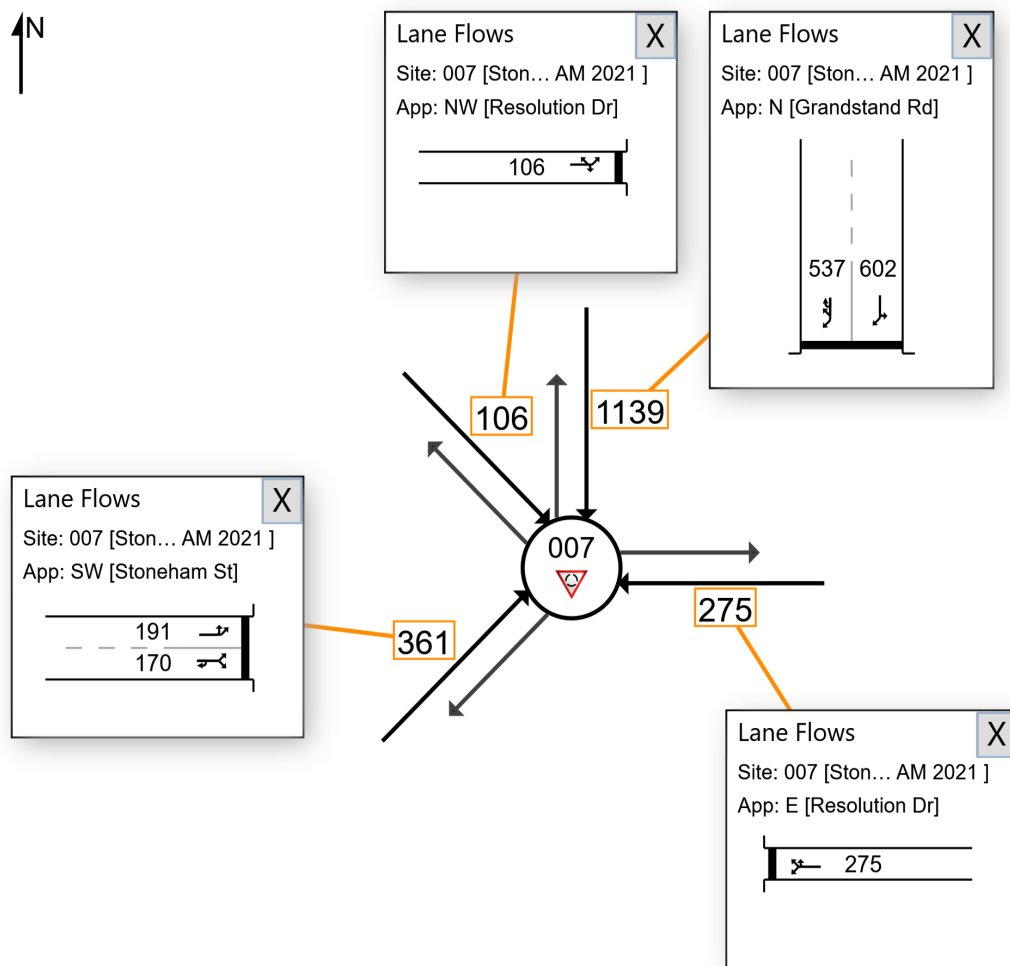 N
Lane Flows X
Site: 007 [Ston... AM 2021 ]
App: NW [Resolution Dr]
106
Lane Flows X
Site: 007 [Ston... AM 2021 ]
App: N [Grandstand Rd]
537 602
106
1139
Lane Flows X
Site: 007 [Ston... AM 2021 ]
App: SW [Stoneham St]
191
170
361
007
275
Lane Flows X
Site: 007 [Ston... AM 2021 ]
App: E [Resolution Dr]
275